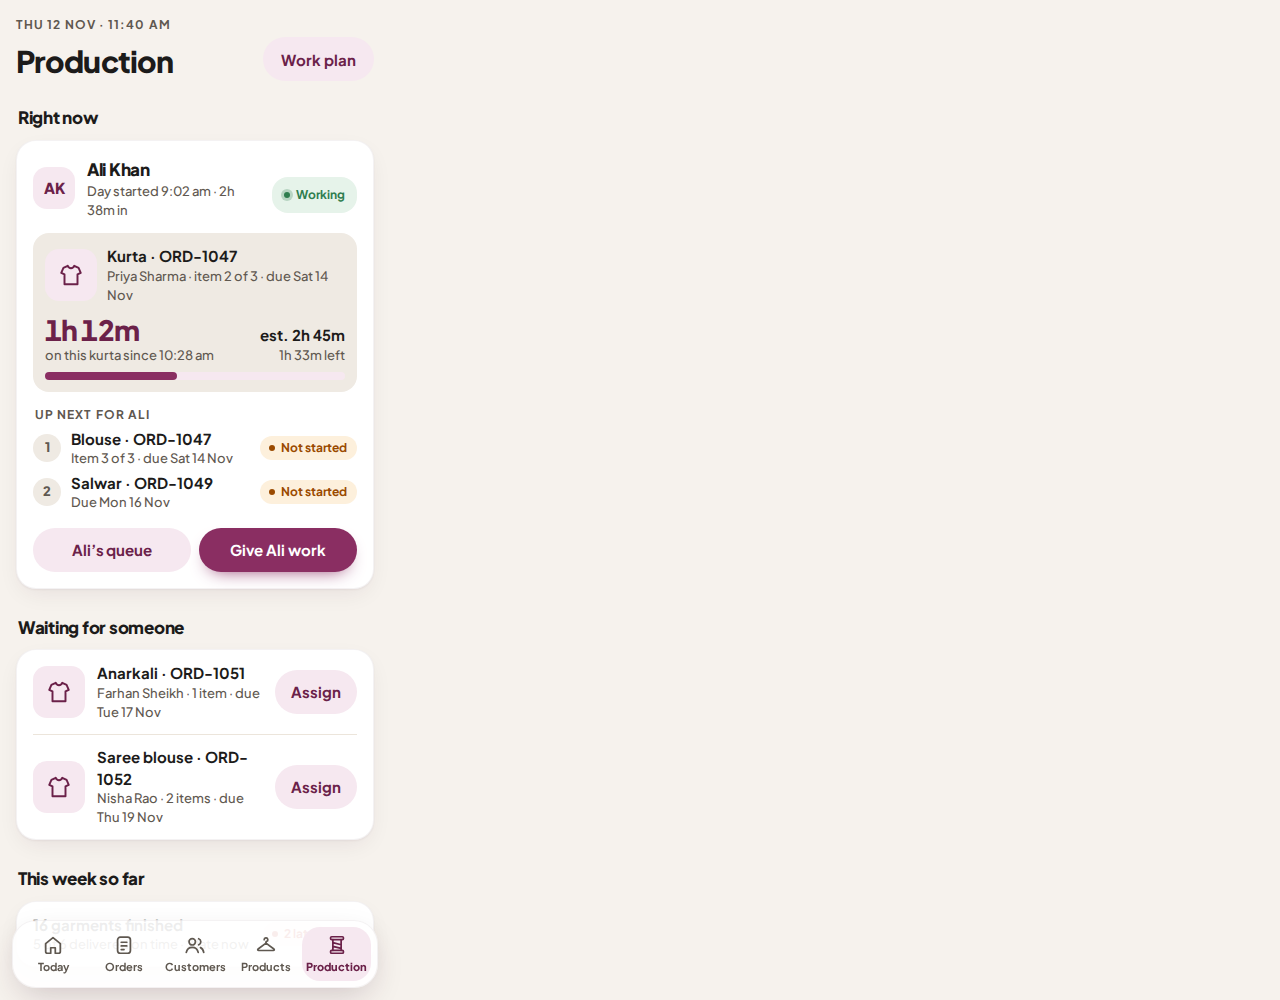 THU 12 NOV · 11:40 AM
Production
Work plan
Right now
AK
Ali Khan
Day started 9:02 am · 2h
38m in
Working
Kurta · ORD-1047
Priya Sharma · item 2 of 3 · due Sat 14
Nov
1h12m
est. 2h 45m
on this kurta since 10:28 am
1h 33m left
UP NEXT FOR ALI
1
Blouse · ORD-1047
Item 3 of 3 · due Sat 14 Nov
Not started
2
Salwar · ORD-1049
Due Mon 16 Nov
Not started
Ali’s queue
Give Ali work
Waiting for someone
Anarkali · ORD-1051
Farhan Sheikh · 1 item · due
Tue 17 Nov
Assign
Saree blouse · ORD-
1052
Nisha Rao · 2 items · due
Thu 19 Nov
Assign
This week so far
16 garments finished
Today
Orders
Customers
Products
Production